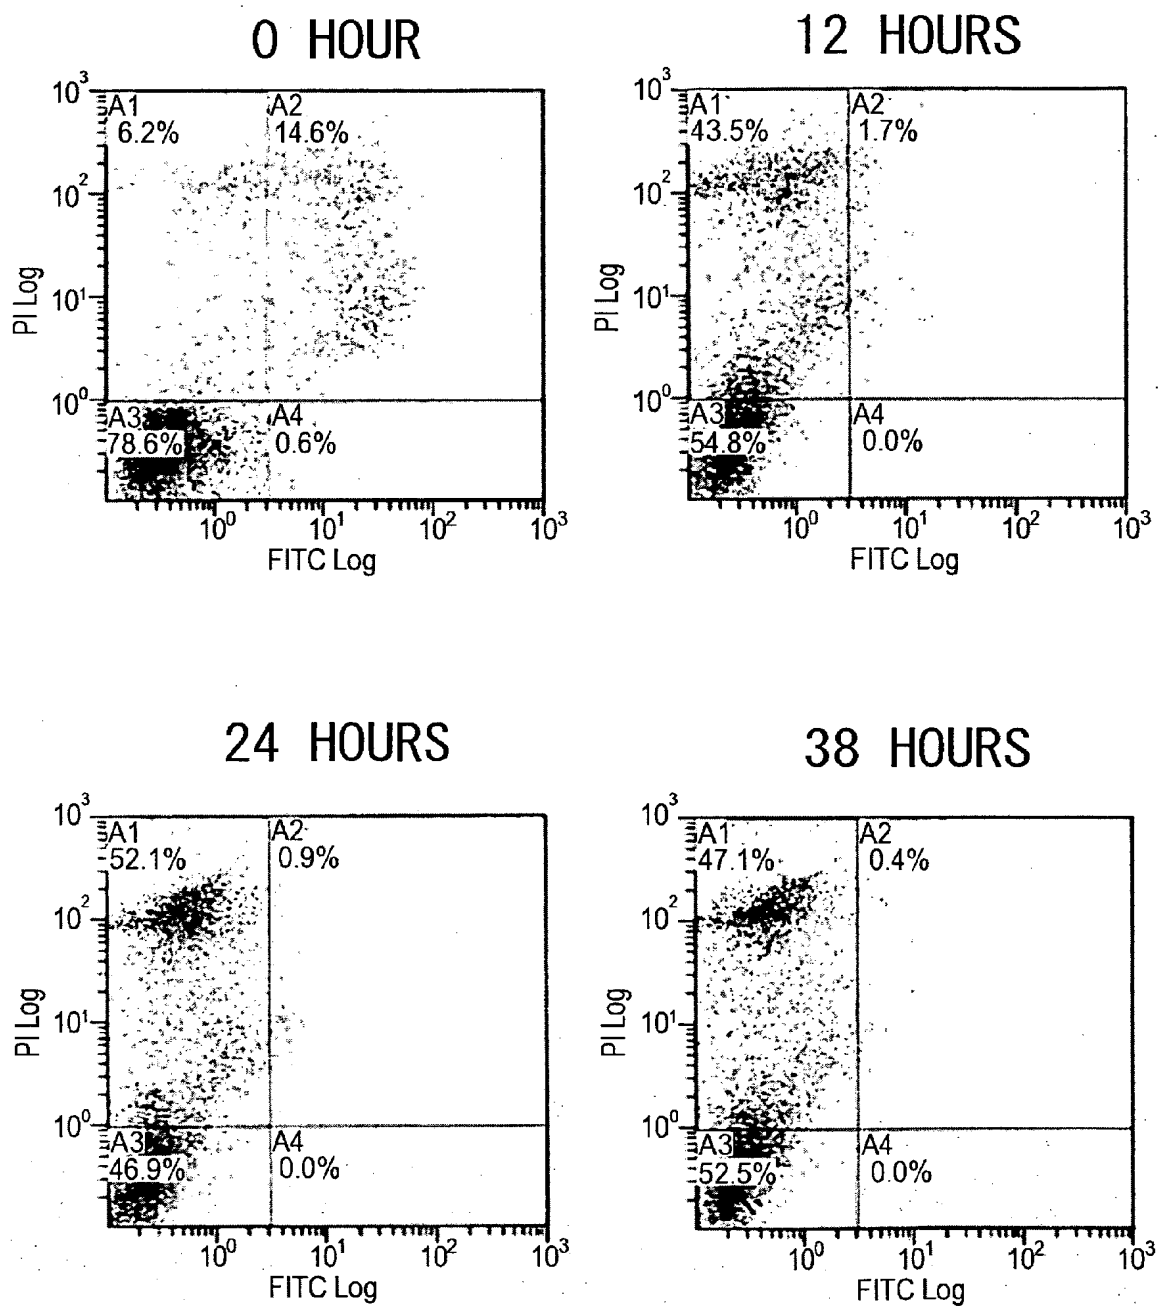 0 HOUR
10³
A1
6.2%
A2
14.6%
10²
10¹
10⁰
A3
78.6%
A4
0.6%
PI Log
10⁰ 10¹ 10² 10³
FITC Log
12 HOURS
10³
A1
43.5%
A2
1.7%
10²
10¹
10⁰
A3
54.8%
A4
0.0%
PI Log
10⁰ 10¹ 10² 10³
FITC Log
24 HOURS
10³
A1
52.1%
A2
0.9%
10²
10¹
10⁰
A3
46.9%
A4
0.0%
PI Log
10⁰ 10¹ 10² 10³
FITC Log
38 HOURS
10³
A1
47.1%
A2
0.4%
10²
10¹
10⁰
A3
52.5%
A4
0.0%
PI Log
10⁰ 10¹ 10² 10³
FITC Log